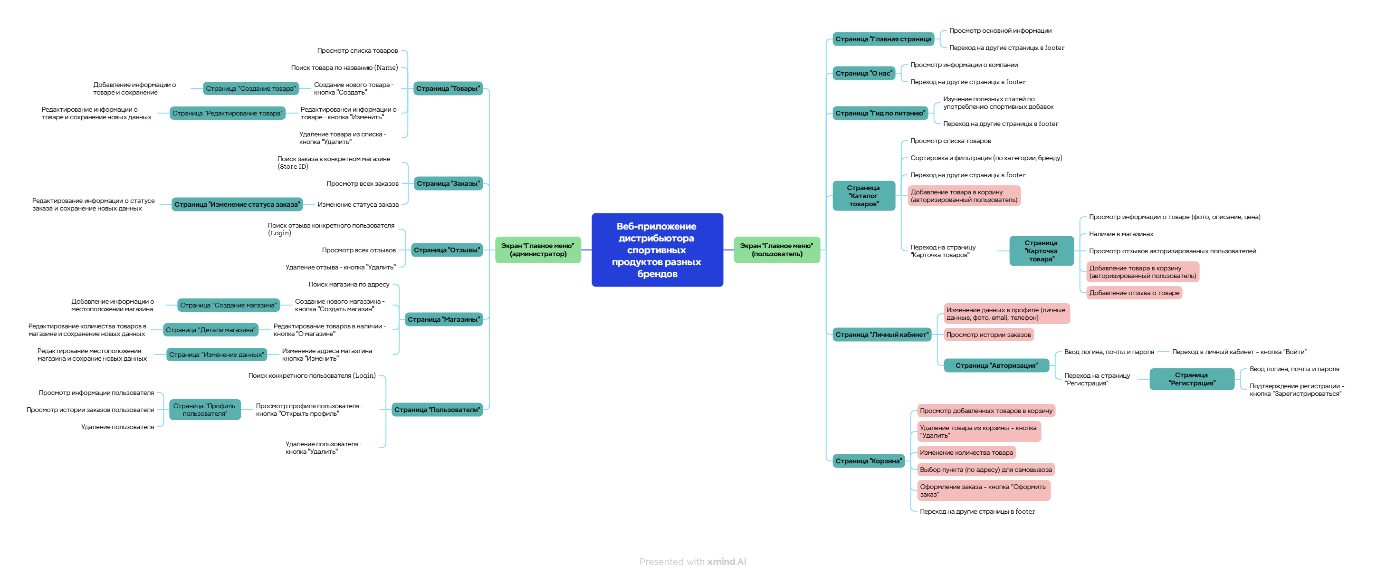 Веб-приложение
дистрибьютора
спортивных
продуктов разных
брендов
Экран "Главное меню"
(администратор)
Страница "Товары"
Просмотр списка товаров
Поиск товара по названию (Name)
Создание нового товара -
кнопка "Создать"
Страница "Создание товара"
Добавление информации о
товаре и сохранение
Редактировании информации о
товаре - кнопка "Изменить"
Страница "Редактирование товара"
Редактирование информации о
товаре и сохранение новых данных
Удаление товара из списка -
кнопка "Удалить"
Страница "Заказы"
Поиск заказа в конкретном магазине
(Store ID)
Просмотр всех заказов
Изменение статуса заказа
Страница "Изменение статуса заказа"
Редактирование информации о статусе
заказа и сохранение новых данных
Страница "Отзывы"
Поиск отзыва конкретного пользователя
(Login)
Просмотр всех отзывов
Удаление отзыва - кнопка "Удалить"
Страница "Магазины"
Поиск магазина по адресу
Создание нового магаззина -
кнопка "Создать магазин"
Страница "Создание магазина"
Добавление информации о
местоположении магазина
Редактирование товаров в наличии -
кнопка "О магазине"
Страница "Детали магазина"
Редактирование количества товаров в
магазине и сохранение новых данных
Изменение адреса магазтина -
кнопка "Изменить"
Страница "Изменение данных"
Редактирование местоположения
магазина и сохрание новых данных
Страница "Пользователи"
Поиск конкретного пользователя (Login)
Просмотр профиля пользователя -
кнопка "Открыть профиль"
Страница "Профиль
пользователя"
Просмотр информации пользователя
Просмотр истории заказов пользователя
Удаление пользователя
Удаление пользователя -
кнопка "Удалить"
Экран "Главное меню"
(пользователь)
Страница "Главная страница
Просмотр основной информации
Переход на другие страницы в footer
Страница "О нас"
Просмотр информации о компании
Переход на другие страницы в footer
Страница "Гид по питанию"
Изучение полезных статей по
употреблению спортивных добавок
Переход на другие страницы в footer
Страница
"Каталог
товаров"
Просмотр списка товаров
Сортировка и фильтрация (по категории, бренду)
Переход на другие страницы в footer
Добавление товара в корзину
(авторизированный пользователь)
Переход на страницу
"Карточка товаров"
Страница
"Карточка
товара"
Просмотр информации о товаре (фото, описание, цена)
Наличие в магазинах
Просмотр отзывов авторизированных пользователей
Добавление товара в корзину
(авторизированный пользователь)
Добавление отзыва о товаре
Страница "Личный кабинет"
Изменение данных в профиле (личные
данные, фото, email, телефон)
Просмотр истории заказов
Страница "Авторизация"
Ввод логина, почты и пароля
Переход в личный кабинет - кнопка "Войти"
Переход на страницу
"Регистрация"
Страница
"Регистрация"
Ввод логина, почты и пароля
Подтверждение регистрации -
кнопка "Зарегистрироваться"
Страница "Корзина"
Просмотр добавленных товаров в корзину
Удаление товара из корзины - кнопка
"Удалить"
Изменение количества товара
Выбор пункта (по адресу) для самовывоза
Оформление заказа - кнопка "Оформить
заказ"
Переход на другие страницы в footer
Presented with xmind AI